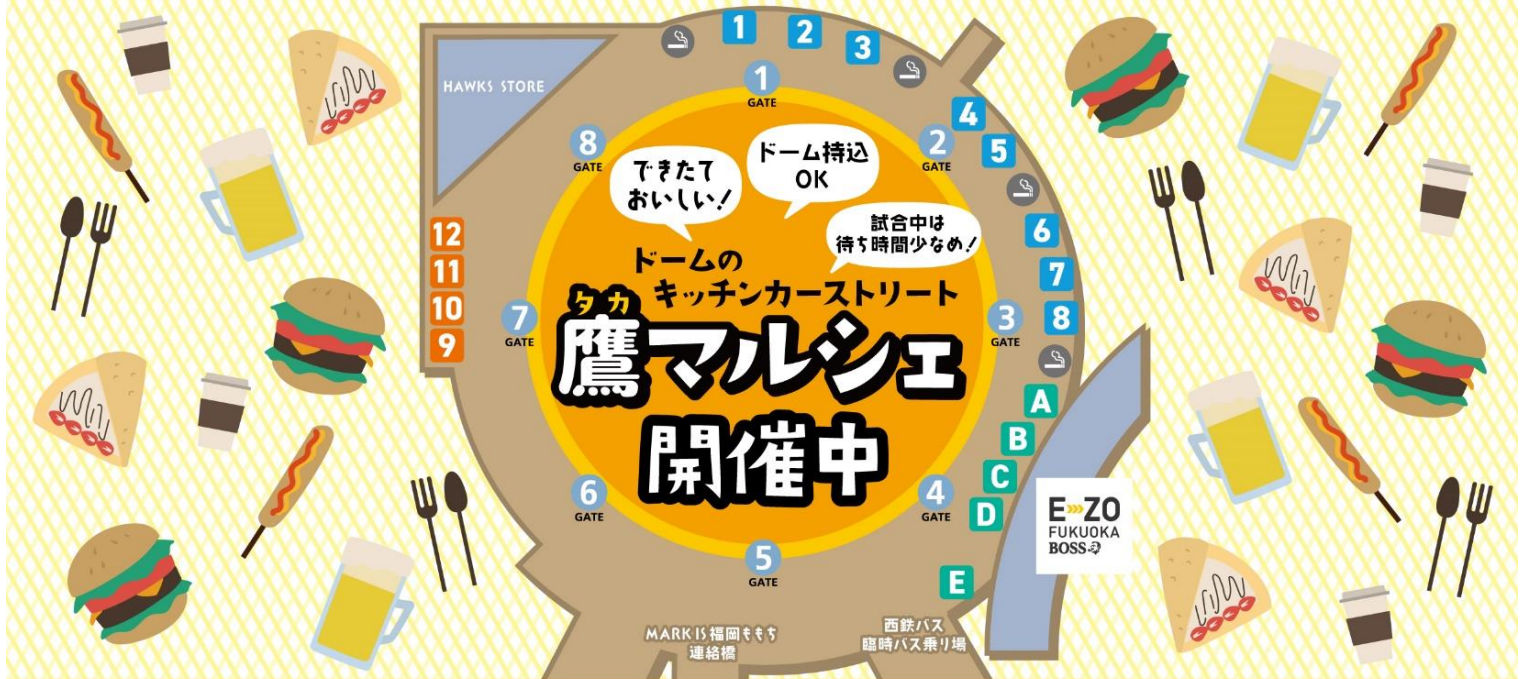 1
2
3
HAWKS STORE
1
GATE
4
5
8
GATE
2
GATE
できたて
おいしい!
ドーム持込
OK
試合中は
待ち時間少なめ!
6
7
8
12
11
10
9
ドームの
キッチンカーストリート
タカ
鷹マルシェ
開催中
7
GATE
3
GATE
A
B
C
D
E
6
GATE
4
GATE
5
GATE
E»»ZO
FUKUOKA
BOSS
MARK IS 福岡ももち
連絡橋
西鉄バス
臨時バス乗り場